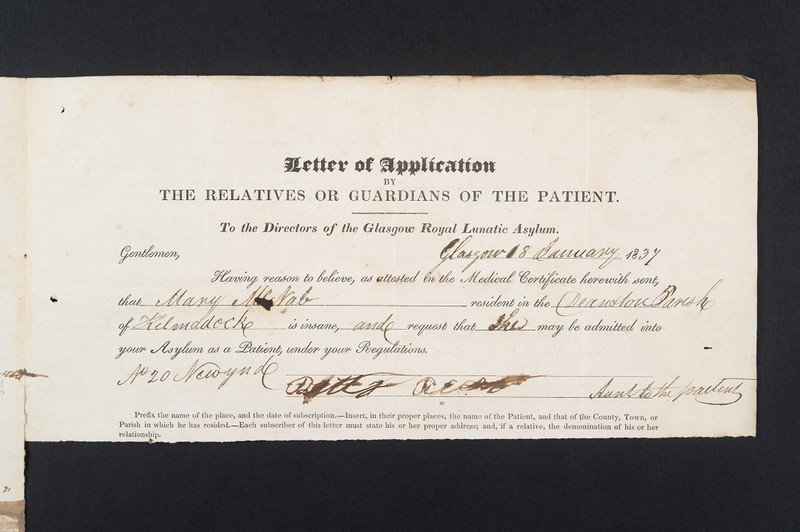 Letter of Application
BY
THE RELATIVES OR GUARDIANS OF THE PATIENT.
To the Directors of the Glasgow Royal Lunatic Asylum.
Gentlemen, Glasgow 18 January 1837
Having reason to believe, as attested in the Medical Certificate herewith sent,
that Mary McNab resident in the Deanston Parish
of Kilmadock is insane, and request that She may be admitted into
your Asylum as a Patient, under your Regulations.
No 20 Newynd
Aunt to the patient
Prefix the name of the place, and the date of subscription.—Insert, in their proper places, the name of the Patient, and that of the County, Town, or
Parish in which he has resided.—Each subscriber of this letter must state his or her proper address; and, if a relative, the denomination of his or her
relationship.